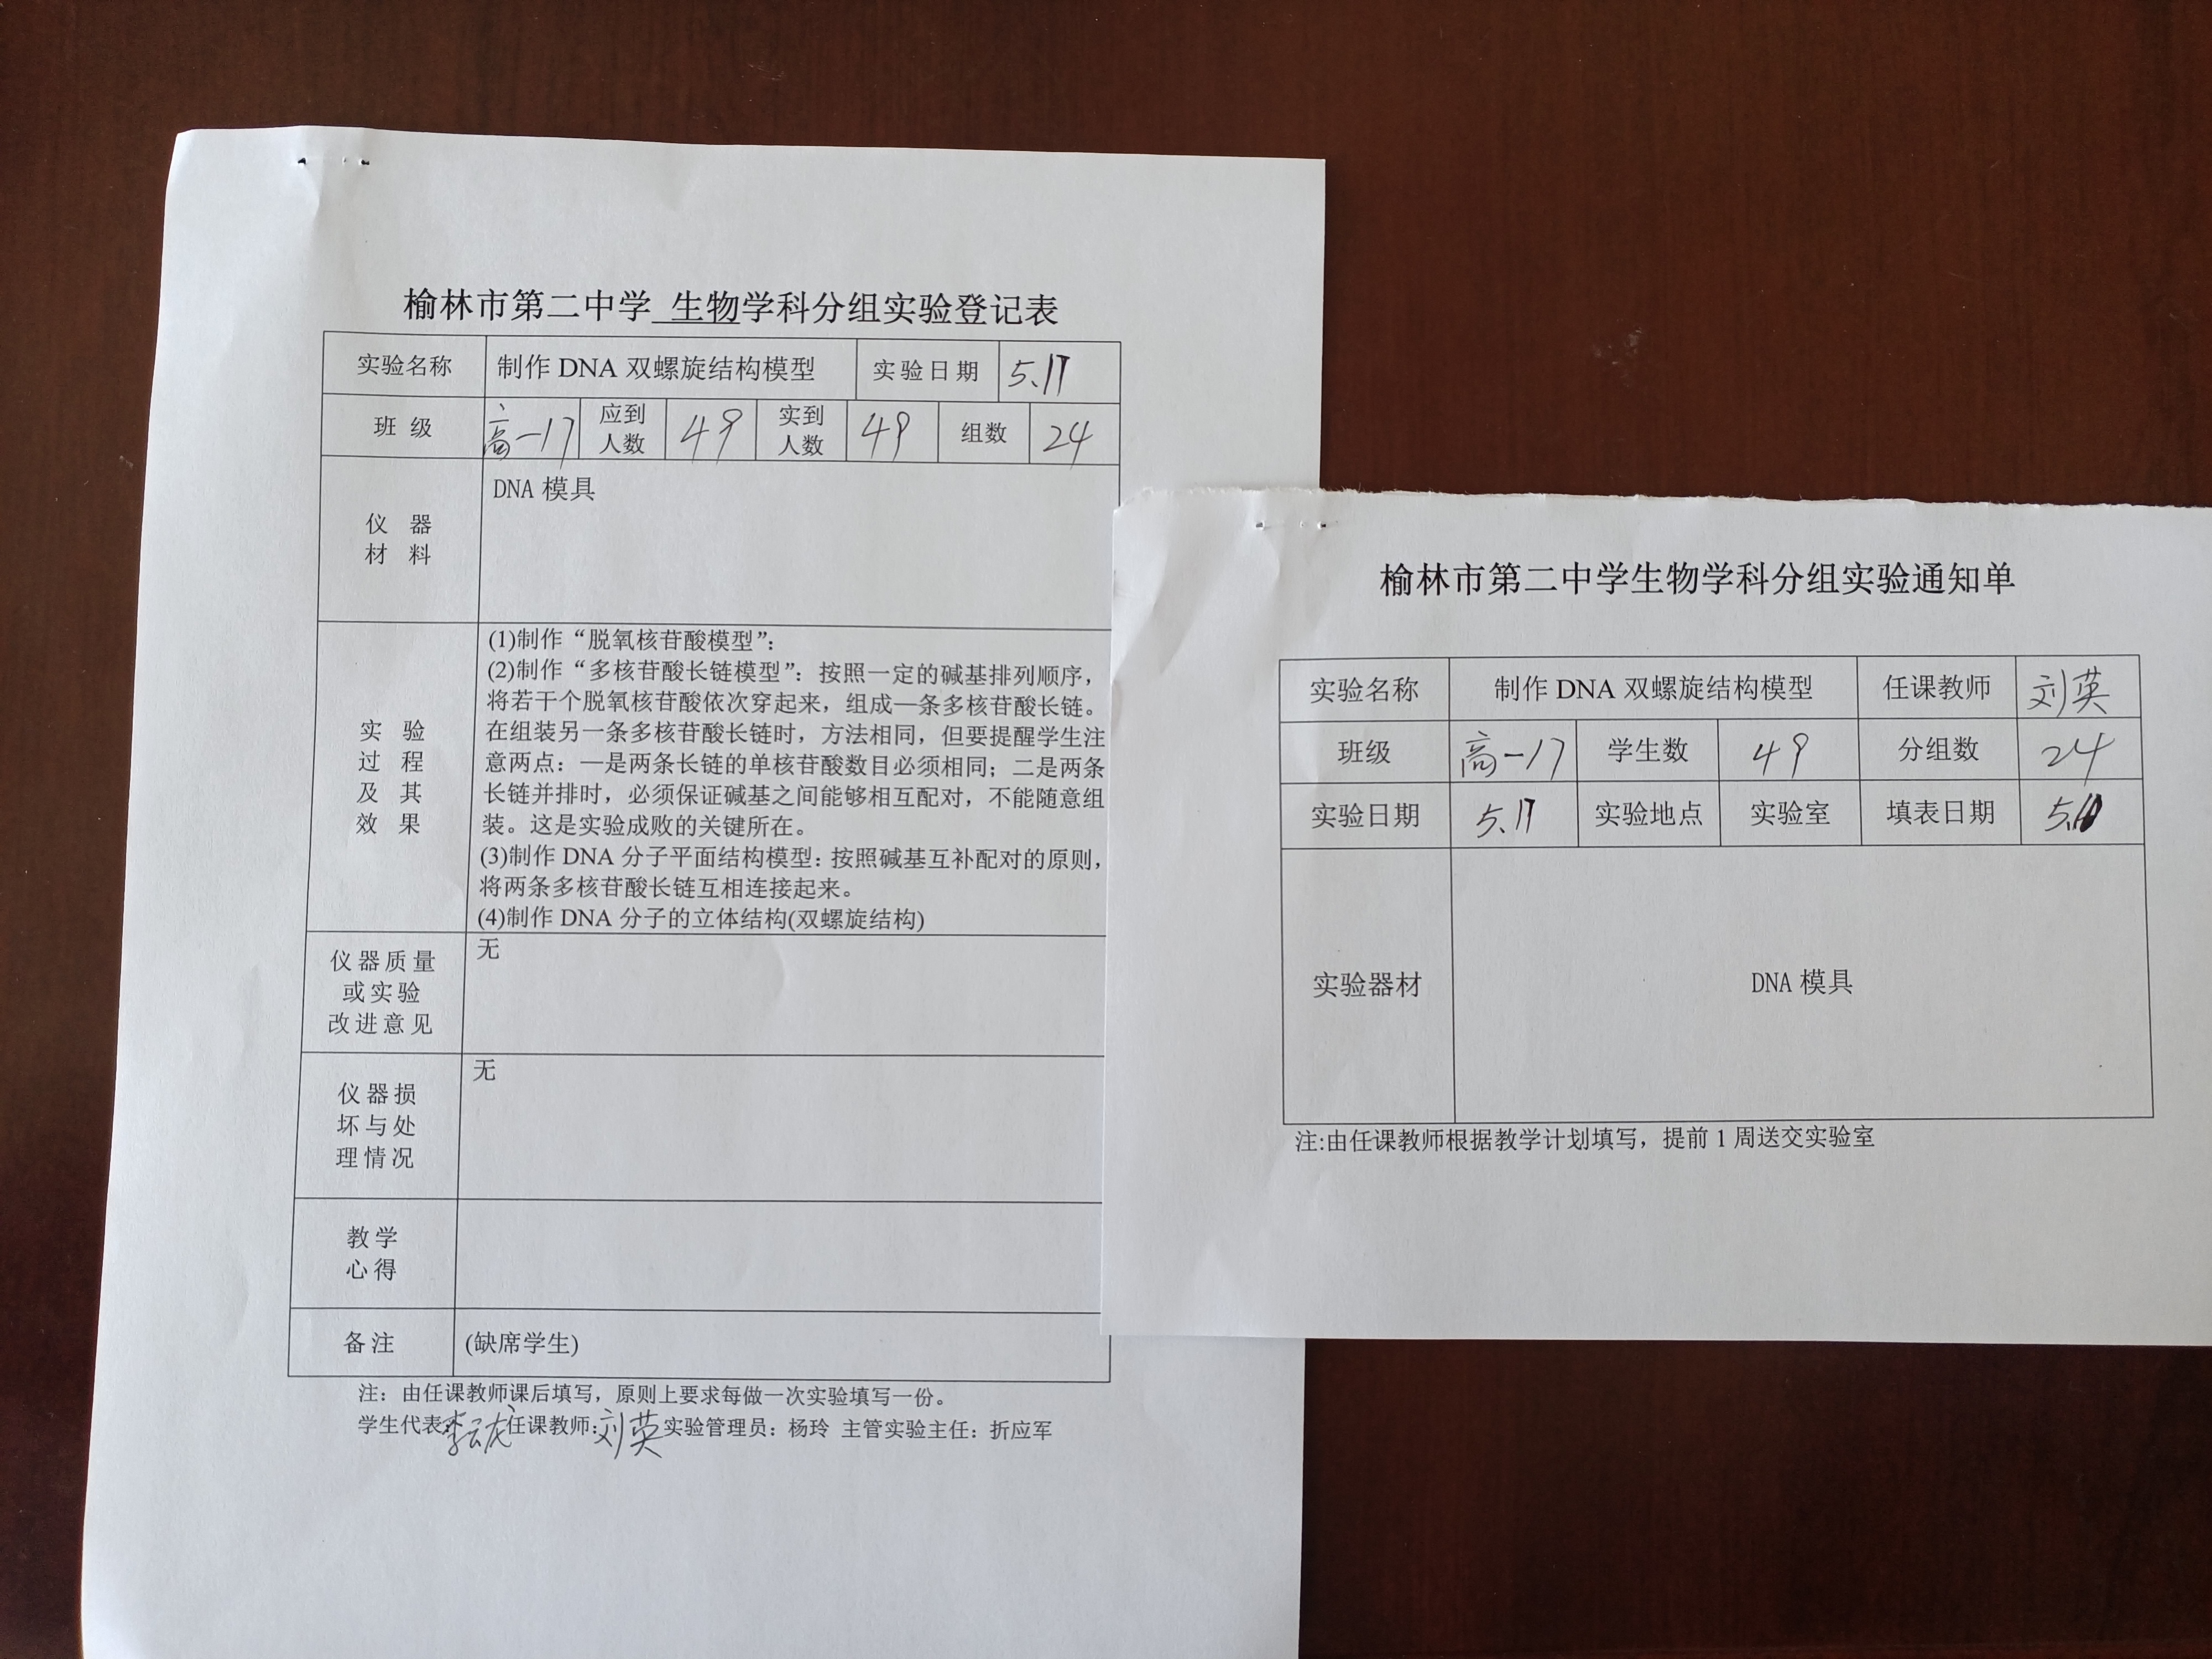 榆林市第二中学 生物学科分组实验登记表
实验名称 制作 DNA 双螺旋结构模型 实验日期 5.17
班 级 高一17 应到人数 49 实到人数 49 组数 24
仪 器
材 料
DNA 模具
实 验
过 程
及 其
效 果
(1)制作“脱氧核苷酸模型”:
(2)制作“多核苷酸长链模型”: 按照一定的碱基排列顺序,
将若干个脱氧核苷酸依次穿起来, 组成一条多核苷酸长链。
在组装另一条多核苷酸长链时, 方法相同, 但要提醒学生注
意两点: 一是两条长链的单核苷酸数目必须相同; 二是两条
长链并排时, 必须保证碱基之间能够相互配对, 不能随意组
装。这是实验成败的关键所在。
(3)制作 DNA 分子平面结构模型: 按照碱基互补配对的原则,
将两条多核苷酸长链互相连接起来。
(4)制作 DNA 分子的立体结构(双螺旋结构)
仪器质量
或实验
改进意见
无
仪器损
坏与处
理情况
无
教学
心得
备注 (缺席学生)
注: 由任课教师课后填写, 原则上要求每做一次实验填写一份。
学生代表 李云龙 任课教师: 刘英 实验管理员: 杨玲 主管实验主任: 折应军
榆林市第二中学生物学科分组实验通知单
实验名称 制作 DNA 双螺旋结构模型 任课教师 刘英
班级 高一17 学生数 49 分组数 24
实验日期 5.17 实验地点 实验室 填表日期 5.10
实验器材 DNA 模具
注:由任课教师根据教学计划填写, 提前 1 周送交实验室